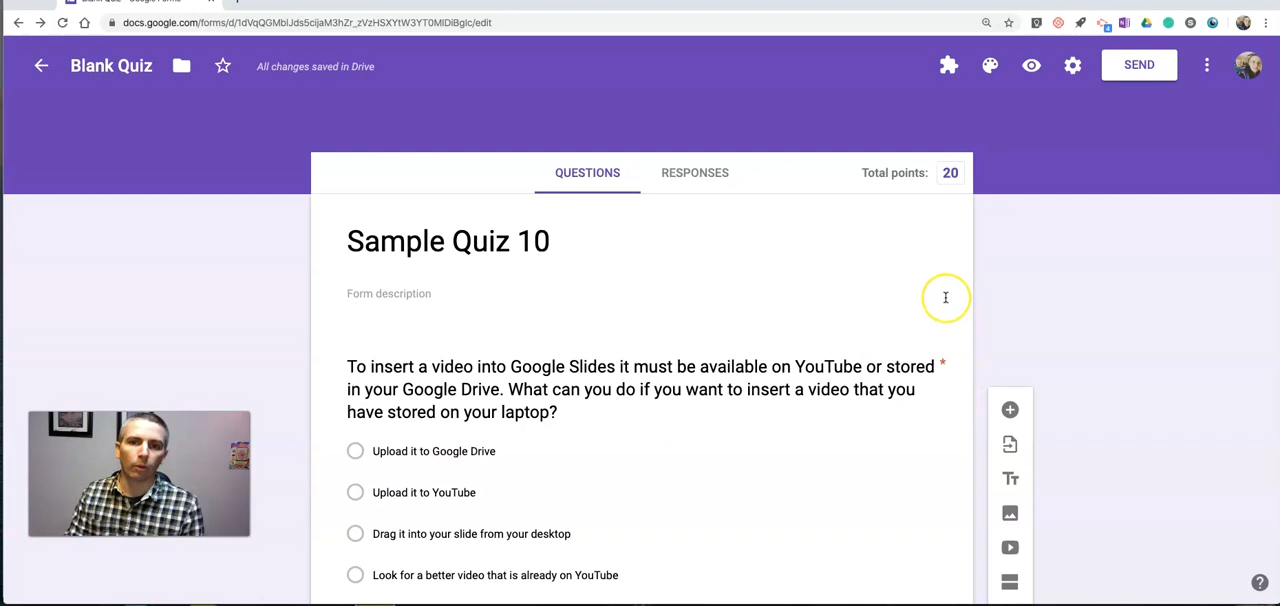 docs.google.com/forms/d/1dVqQGMblJds5cijaM3hZr_zVzHSXYtW3YT0MlDiBglc/edit
Blank Quiz
All changes saved in Drive
SEND
QUESTIONS RESPONSES Total points: 20
Sample Quiz 10
Form description
To insert a video into Google Slides it must be available on YouTube or stored *
in your Google Drive. What can you do if you want to insert a video that you
have stored on your laptop?
Upload it to Google Drive
Upload it to YouTube
Drag it into your slide from your desktop
Look for a better video that is already on YouTube